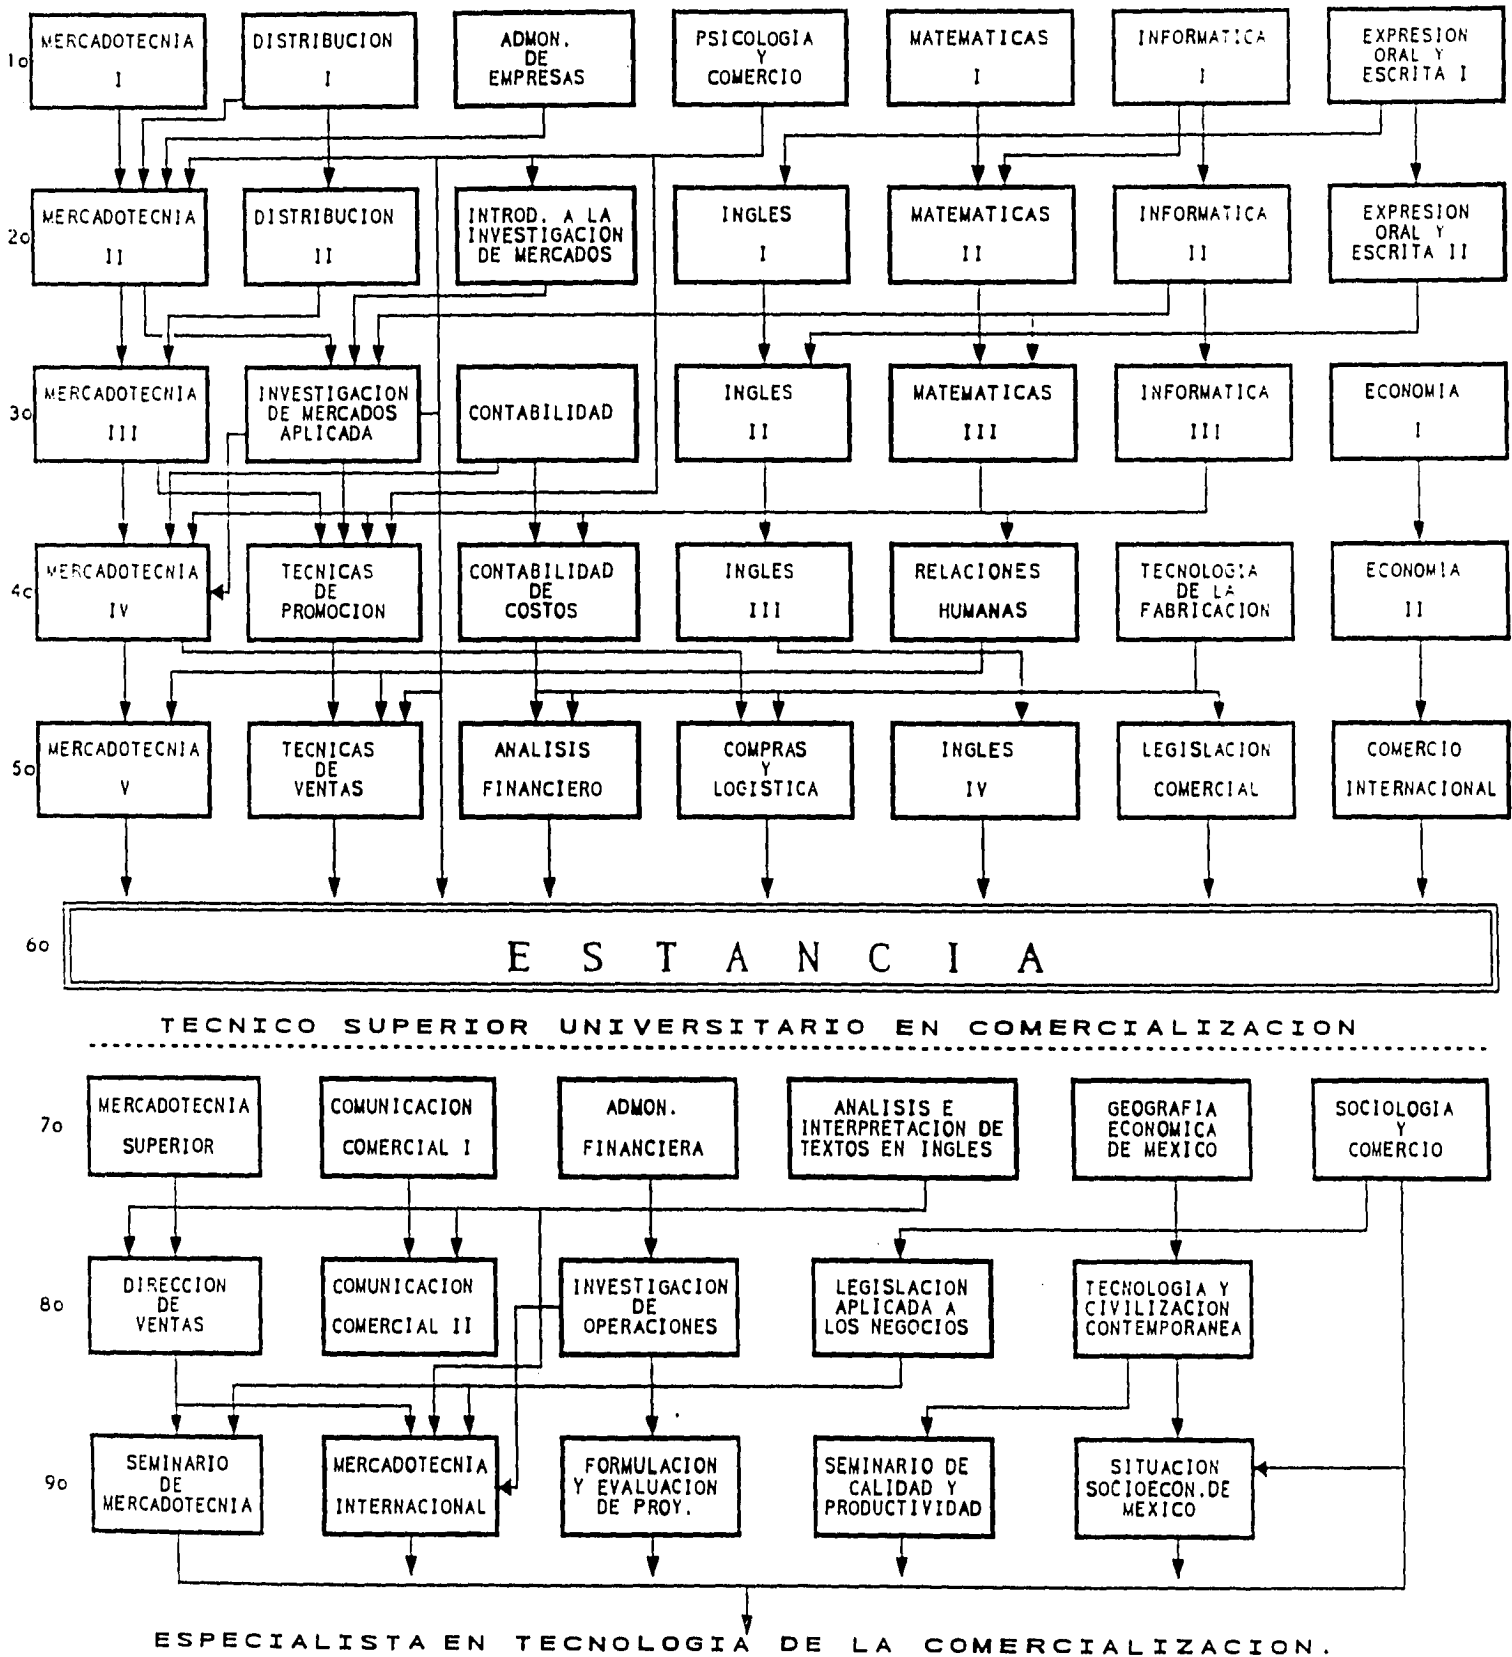 1o
MERCADOTECNIA
I
DISTRIBUCION
I
ADMON.
DE
EMPRESAS
PSICOLOGIA
Y
COMERCIO
MATEMATICAS
I
INFORMATICA
I
EXPRESION
ORAL Y
ESCRITA I
2o
MERCADOTECNIA
II
DISTRIBUCION
II
INTROD. A LA
INVESTIGACION
DE MERCADOS
INGLES
I
MATEMATICAS
II
INFORMATICA
II
EXPRESION
ORAL Y
ESCRITA II
3o
MERCADOTECNIA
III
INVESTIGACION
DE MERCADOS
APLICADA
CONTABILIDAD
INGLES
II
MATEMATICAS
III
INFORMATICA
III
ECONOMIA
I
4o
MERCADOTECNIA
IV
TECNICAS
DE
PROMOCION
CONTABILIDAD
DE
COSTOS
INGLES
III
RELACIONES
HUMANAS
TECNOLOGIA
DE LA
FABRICACION
ECONOMIA
II
5o
MERCADOTECNIA
V
TECNICAS
DE
VENTAS
ANALISIS
FINANCIERO
COMPRAS
Y
LOGISTICA
INGLES
IV
LEGISLACION
COMERCIAL
COMERCIO
INTERNACIONAL
6o
ESTANCIA
TECNICO SUPERIOR UNIVERSITARIO EN COMERCIALIZACION
7o
MERCADOTECNIA
SUPERIOR
COMUNICACION
COMERCIAL I
ADMON.
FINANCIERA
ANALISIS E
INTERPRETACION DE
TEXTOS EN INGLES
GEOGRAFIA
ECONOMICA
DE MEXICO
SOCIOLOGIA
Y
COMERCIO
8o
DIRECCION
DE
VENTAS
COMUNICACION
COMERCIAL II
INVESTIGACION
DE
OPERACIONES
LEGISLACION
APLICADA A
LOS NEGOCIOS
TECNOLOGIA Y
CIVILIZACION
CONTEMPORANEA
9o
SEMINARIO
DE
MERCADOTECNIA
MERCADOTECNIA
INTERNACIONAL
FORMULACION
Y EVALUACION
DE PROY.
SEMINARIO DE
CALIDAD Y
PRODUCTIVIDAD
SITUACION
SOCIOECON.DE
MEXICO
ESPECIALISTA EN TECNOLOGIA DE LA COMERCIALIZACION.